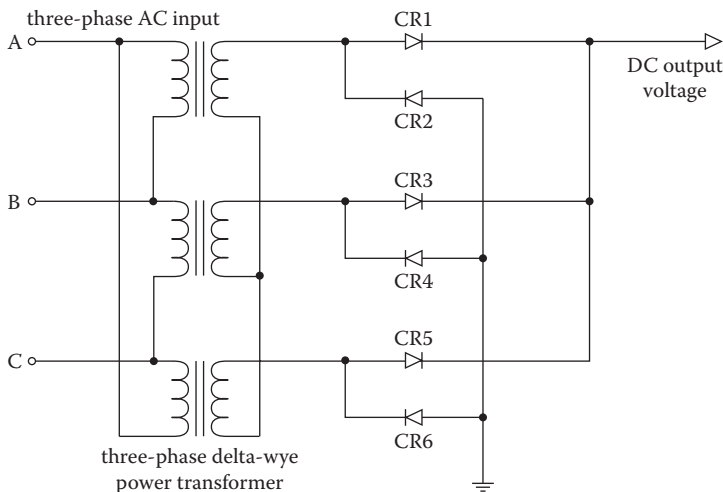 three-phase AC input
A
CR1
DC output
voltage
CR2
B
CR3
CR4
C
CR5
CR6
three-phase delta-wye
power transformer